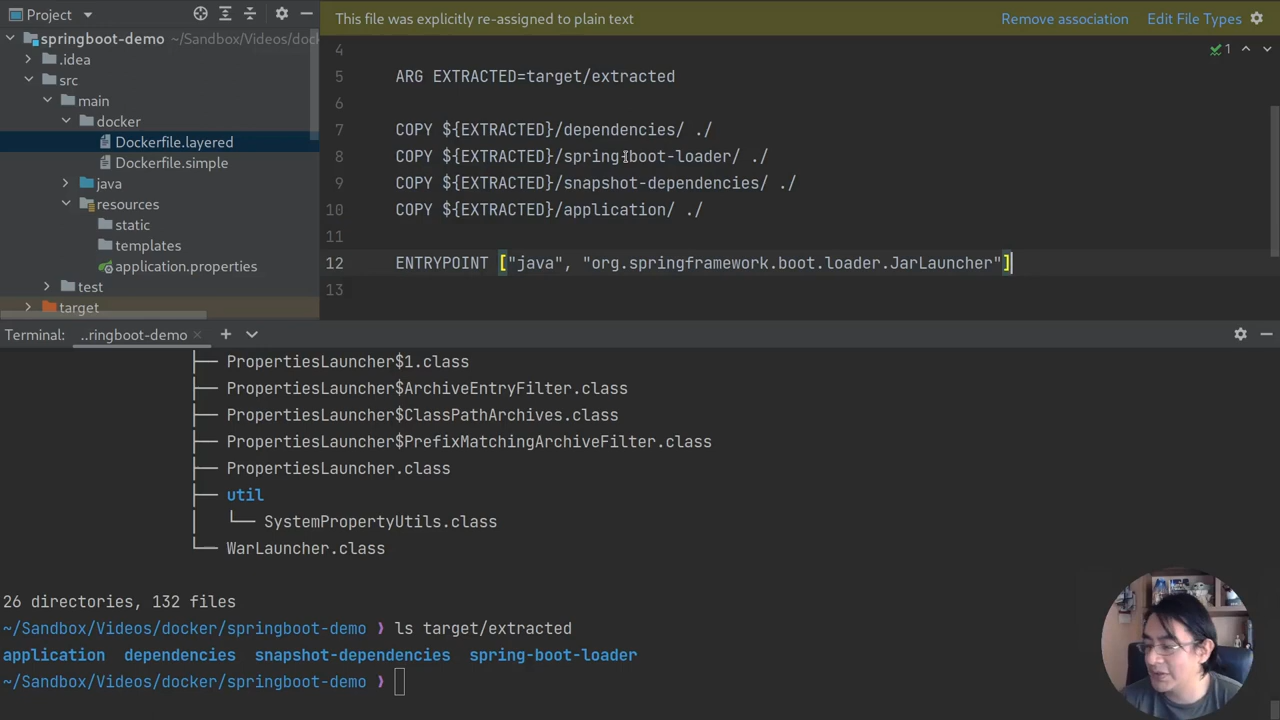 Project
This file was explicitly re-assigned to plain text
Remove association
Edit File Types
springboot-demo ~/Sandbox/Videos/dock
.idea
src
main
docker
Dockerfile.layered
Dockerfile.simple
java
resources
static
templates
application.properties
test
target
1
4
5 ARG EXTRACTED=target/extracted
6
7 COPY ${EXTRACTED}/dependencies/ ./
8 COPY ${EXTRACTED}/spring-boot-loader/ ./
9 COPY ${EXTRACTED}/snapshot-dependencies/ ./
10 COPY ${EXTRACTED}/application/ ./
11
12 ENTRYPOINT ["java", "org.springframework.boot.loader.JarLauncher"]
13
Terminal: ..ringboot-demo
├── PropertiesLauncher$1.class
├── PropertiesLauncher$ArchiveEntryFilter.class
├── PropertiesLauncher$ClassPathArchives.class
├── PropertiesLauncher$PrefixMatchingArchiveFilter.class
├── PropertiesLauncher.class
├── util
│   └── SystemPropertyUtils.class
└── WarLauncher.class
26 directories, 132 files
~/Sandbox/Videos/docker/springboot-demo ❯ ls target/extracted
application dependencies snapshot-dependencies spring-boot-loader
~/Sandbox/Videos/docker/springboot-demo ❯